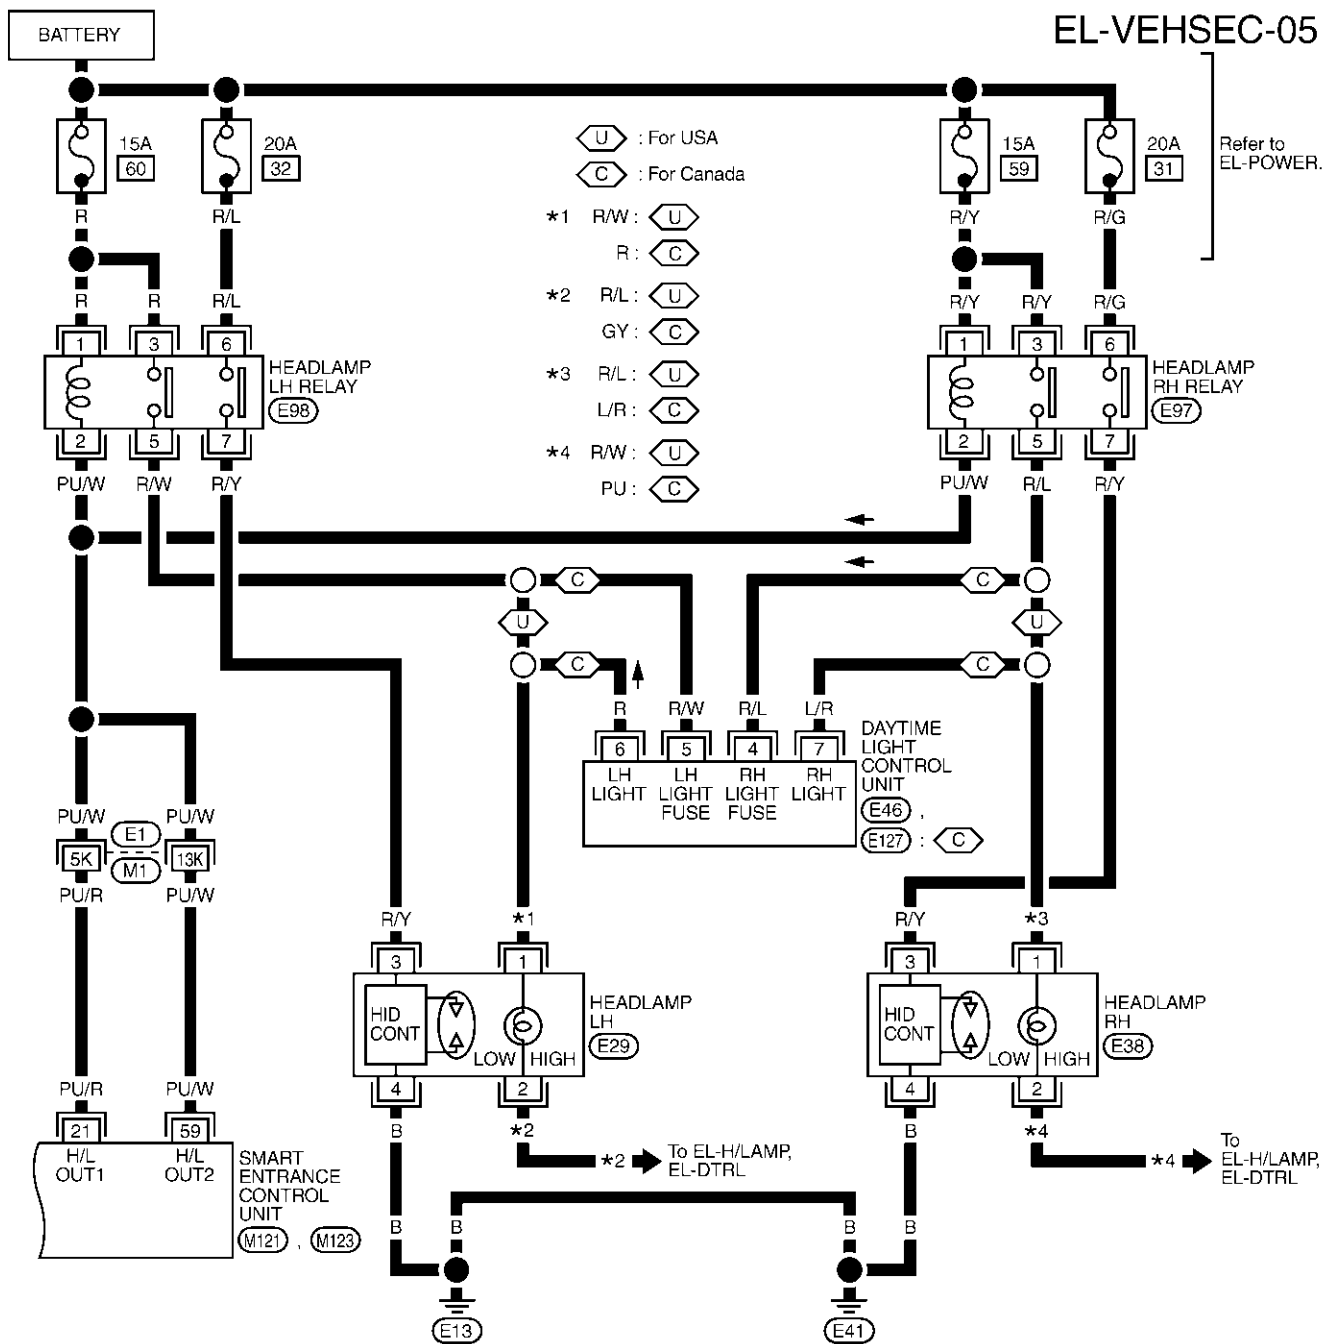 EL-VEHSEC-05
BATTERY
15A
60
20A
32
U : For USA
C : For Canada
15A
59
20A
31
Refer to
EL-POWER.
R
R/L
*1 R/W : U
R : C
R/Y
R/G
R
R
R/L
*2 R/L : U
GY : C
R/Y
R/Y
R/G
1
3
6
HEADLAMP
LH RELAY
E98
*3 R/L : U
L/R : C
1
3
6
HEADLAMP
RH RELAY
E97
2
5
7
*4 R/W : U
PU : C
2
5
7
PU/W
R/W
R/Y
PU/W
R/L
R/Y
C
C
U
U
C
C
R
R/W
R/L
L/R
6
5
4
7
LH
LIGHT
LH
LIGHT
FUSE
RH
LIGHT
FUSE
RH
LIGHT
DAYTIME
LIGHT
CONTROL
UNIT
E46 ,
E127 : C
PU/W
PU/W
5K
E1
M1
13K
PU/R
PU/W
R/Y
*1
R/Y
*3
3
1
3
1
HID
CONT
LOW
HIGH
HEADLAMP
LH
E29
HID
CONT
LOW
HIGH
HEADLAMP
RH
E38
4
2
4
2
PU/R
PU/W
B
*2
B
*4
21
59
H/L
OUT1
H/L
OUT2
SMART
ENTRANCE
CONTROL
UNIT
M121 , M123
*2
To EL-H/LAMP,
EL-DTRL
*4
To
EL-H/LAMP,
EL-DTRL
B
B
B
B
E13
E41